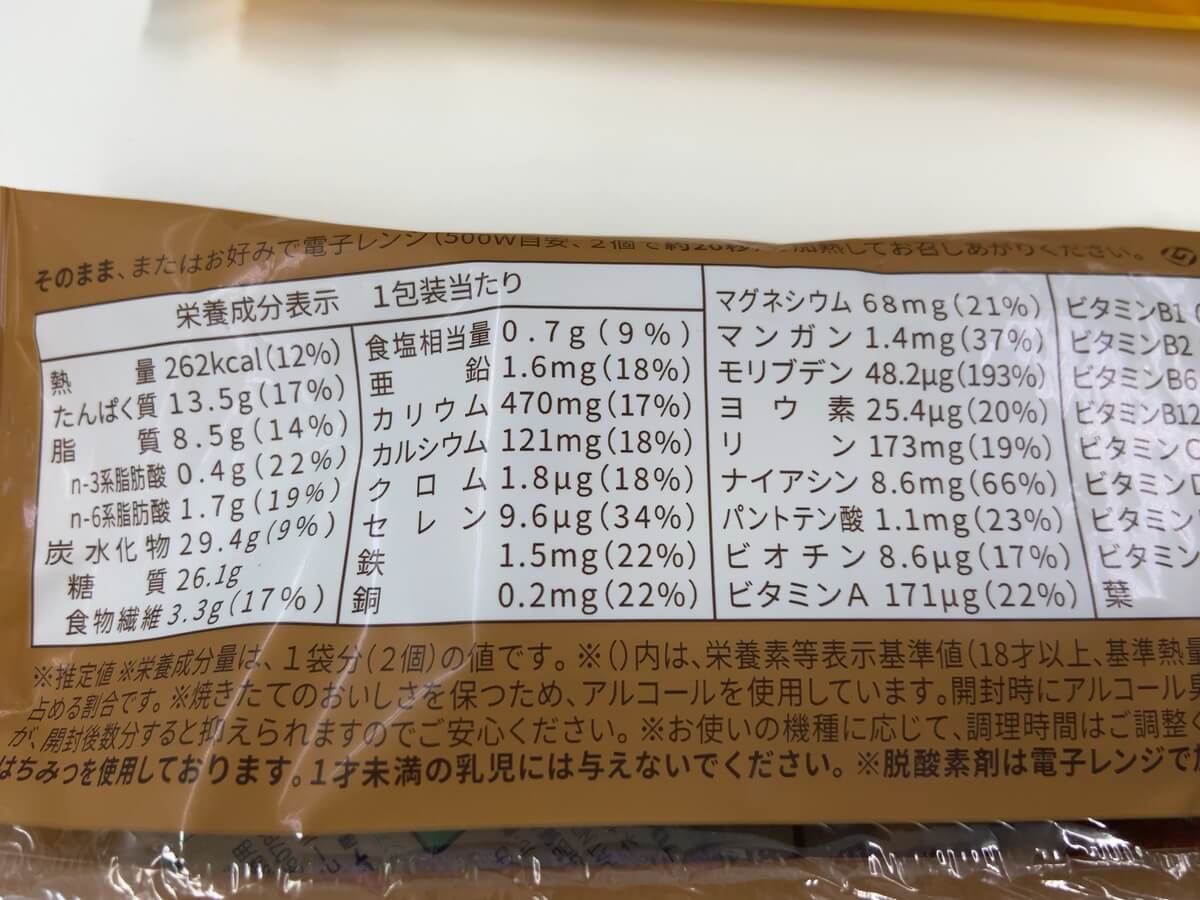 そのまま、またはお好みで電子レンジ(500W目安、2個で約20秒)で加熱してお召しあがりください。
栄養成分表示 1包装当たり
熱量 262kcal(12%)
たんぱく質 13.5g(17%)
脂質 8.5g(14%)
n-3系脂肪酸 0.4g(22%)
n-6系脂肪酸 1.7g(19%)
炭水化物 29.4g(9%)
糖質 26.1g
食物繊維 3.3g(17%)
食塩相当量 0.7g(9%)
亜鉛 1.6mg(18%)
カリウム 470mg(17%)
カルシウム 121mg(18%)
クロム 1.8μg(18%)
セレン 9.6μg(34%)
鉄 1.5mg(22%)
銅 0.2mg(22%)
マグネシウム 68mg(21%)
マンガン 1.4mg(37%)
モリブデン 48.2μg(193%)
ヨウ素 25.4μg(20%)
リン 173mg(19%)
ナイアシン 8.6mg(66%)
パントテン酸 1.1mg(23%)
ビオチン 8.6μg(17%)
ビタミンA 171μg(22%)
ビタミンB1
ビタミンB2
ビタミンB6
ビタミンB12
ビタミンC
ビタミン
ビタミン
ビタミン
葉
※推定値 ※栄養成分量は、1袋分(2個)の値です。※()内は、栄養素等表示基準値(18才以上、基準熱量
占める割合です。※焼きたてのおいしさを保つため、アルコールを使用しています。開封時にアルコール
が、開封後数分すると抑えられますのでご安心ください。※お使いの機種に応じて、調理時間はご調整
はちみつを使用しております。1才未満の乳児には与えないでください。※脱酸素剤は電子レンジで